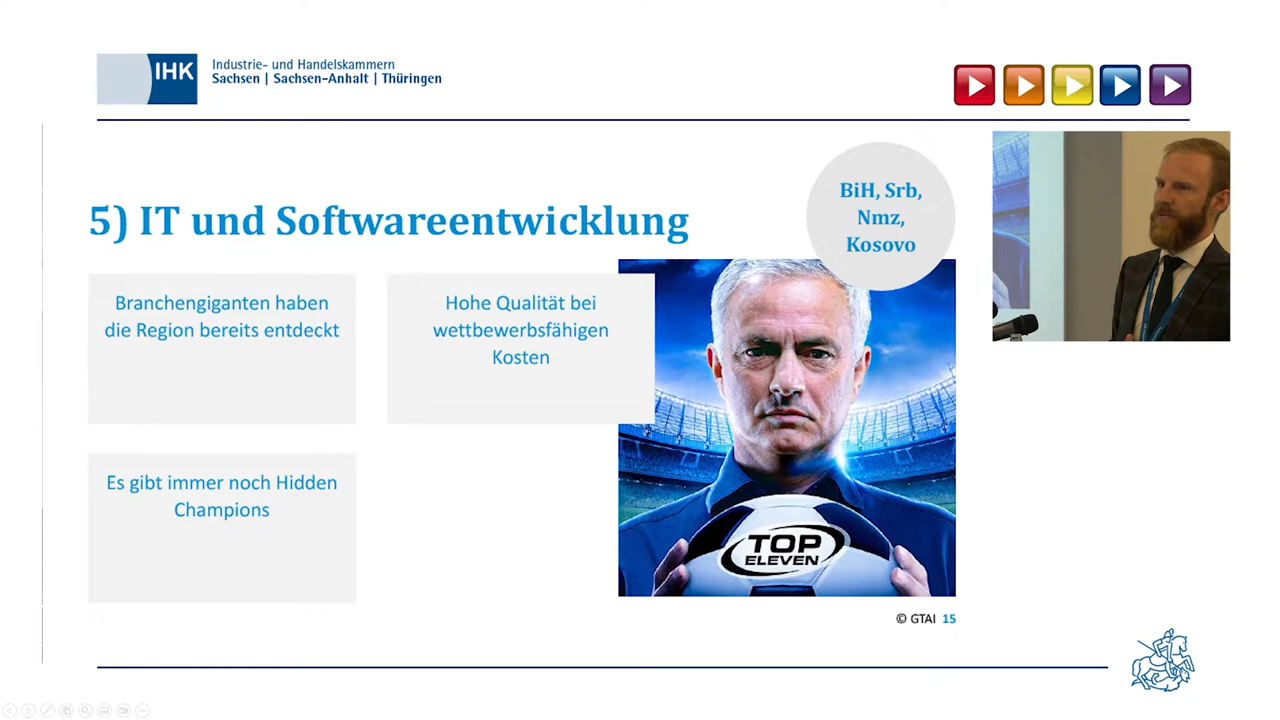 IHK
Industrie- und Handelskammern
Sachsen | Sachsen-Anhalt | Thüringen
BiH, Srb,
Nmz,
Kosovo
5) IT und Softwareentwicklung
Branchengiganten haben
die Region bereits entdeckt
Hohe Qualität bei
wettbewerbsfähigen
Kosten
Es gibt immer noch Hidden
Champions
TOP
ELEVEN
© GTAI 15